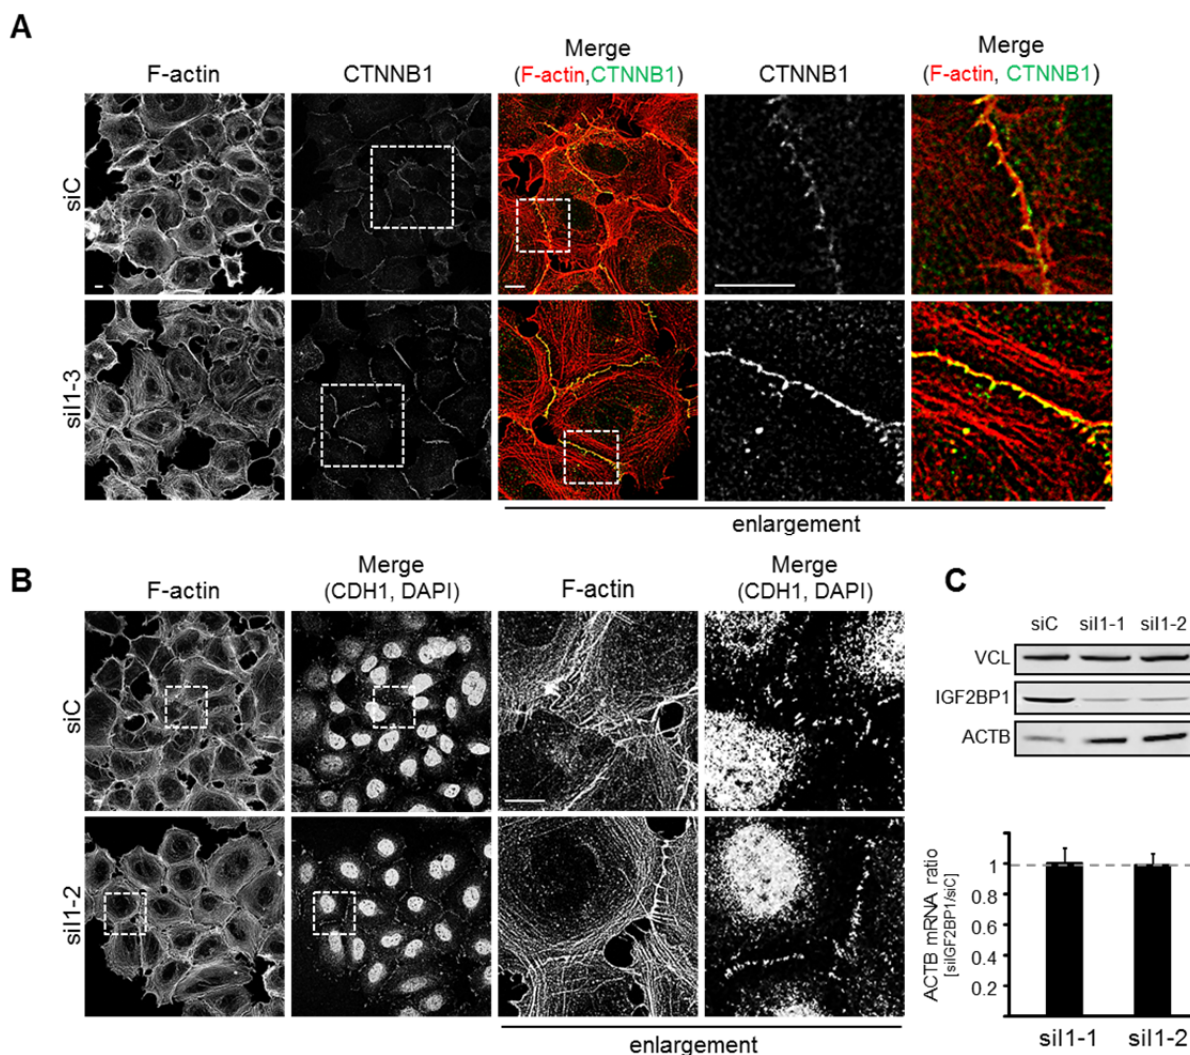 A
F-actin
CTNNB1
Merge
(F-actin,CTNNB1)
CTNNB1
Merge
(F-actin, CTNNB1)
siC
siI1-3
enlargement
B
F-actin
Merge
(CDH1, DAPI)
F-actin
Merge
(CDH1, DAPI)
siC
siI1-2
enlargement
C
siC siI1-1 siI1-2
VCL
IGF2BP1
ACTB
ACTB mRNA ratio
[siIGF2BP1/siC]
1
0.8
0.6
0.4
0.2
siI1-1 siI1-2